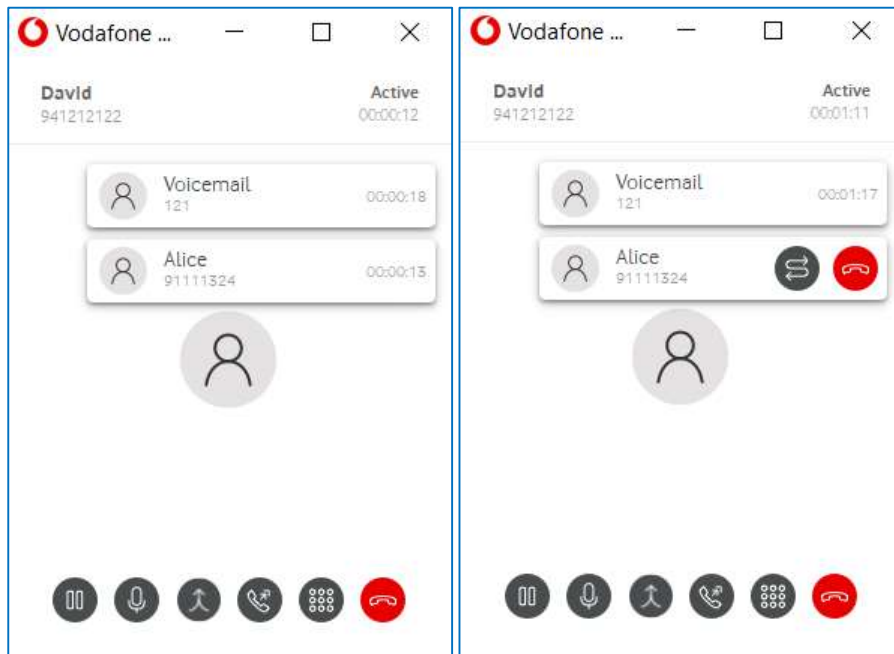 Vodafone ...
David Active
941212122 00:00:12
Voicemail 00:00:18
121
Alice 00:00:13
91111324
Vodafone ...
David Active
941212122 00:01:11
Voicemail 00:01:17
121
Alice
91111324